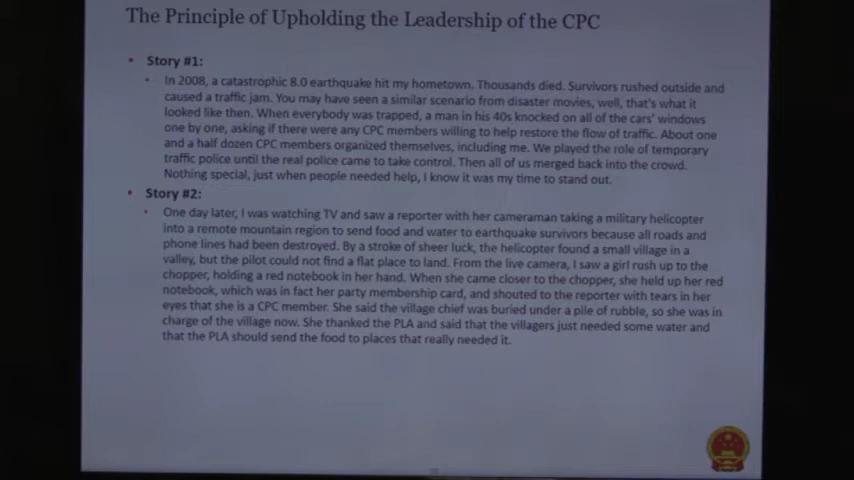 The Principle of Upholding the Leadership of the CPC
• Story #1:
• In 2008, a catastrophic 8.0 earthquake hit my hometown. Thousands died. Survivors rushed outside and
caused a traffic jam. You may have seen a similar scenario from disaster movies, well, that's what it
looked like then. When everybody was trapped, a man in his 40s knocked on all of the cars' windows
one by one, asking if there were any CPC members willing to help restore the flow of traffic. About one
and a half dozen CPC members organized themselves, including me. We played the role of temporary
traffic police until the real police came to take control. Then all of us merged back into the crowd.
Nothing special, just when people needed help, I know it was my time to stand out.
• Story #2:
• One day later, I was watching TV and saw a reporter with her cameraman taking a military helicopter
into a remote mountain region to send food and water to earthquake survivors because all roads and
phone lines had been destroyed. By a stroke of sheer luck, the helicopter found a small village in a
valley, but the pilot could not find a flat place to land. From the live camera, I saw a girl rush up to the
chopper, holding a red notebook in her hand. When she came closer to the chopper, she held up her red
notebook, which was in fact her party membership card, and shouted to the reporter with tears in her
eyes that she is a CPC member. She said the village chief was buried under a pile of rubble, so she was in
charge of the village now. She thanked the PLA and said that the villagers just needed some water and
that the PLA should send the food to places that really needed it.